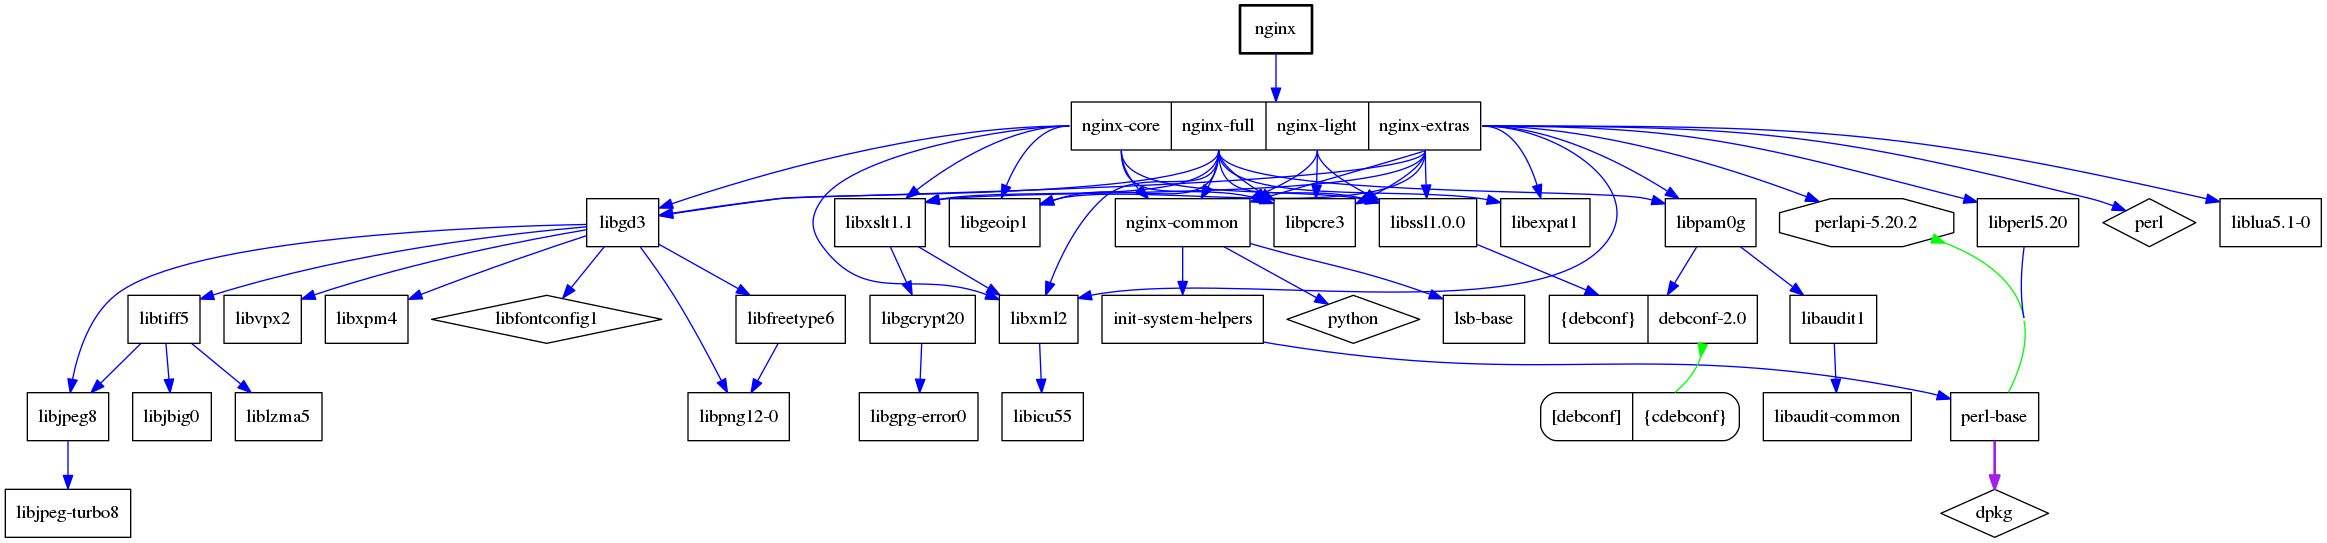 nginx
nginx-core
nginx-full
nginx-light
nginx-extras
libgd3
libxslt1.1
libgeoip1
nginx-common
libpcre3
libssl1.0.0
libexpat1
libpam0g
perlapi-5.20.2
libperl5.20
perl
liblua5.1-0
libtiff5
libvpx2
libxpm4
libfontconfig1
libfreetype6
libgcrypt20
libxml2
init-system-helpers
python
lsb-base
{debconf}
debconf-2.0
libaudit1
libjpeg8
libjbig0
liblzma5
libpng12-0
libgpg-error0
libicu55
[debconf]
{cdebconf}
libaudit-common
perl-base
libjpeg-turbo8
dpkg